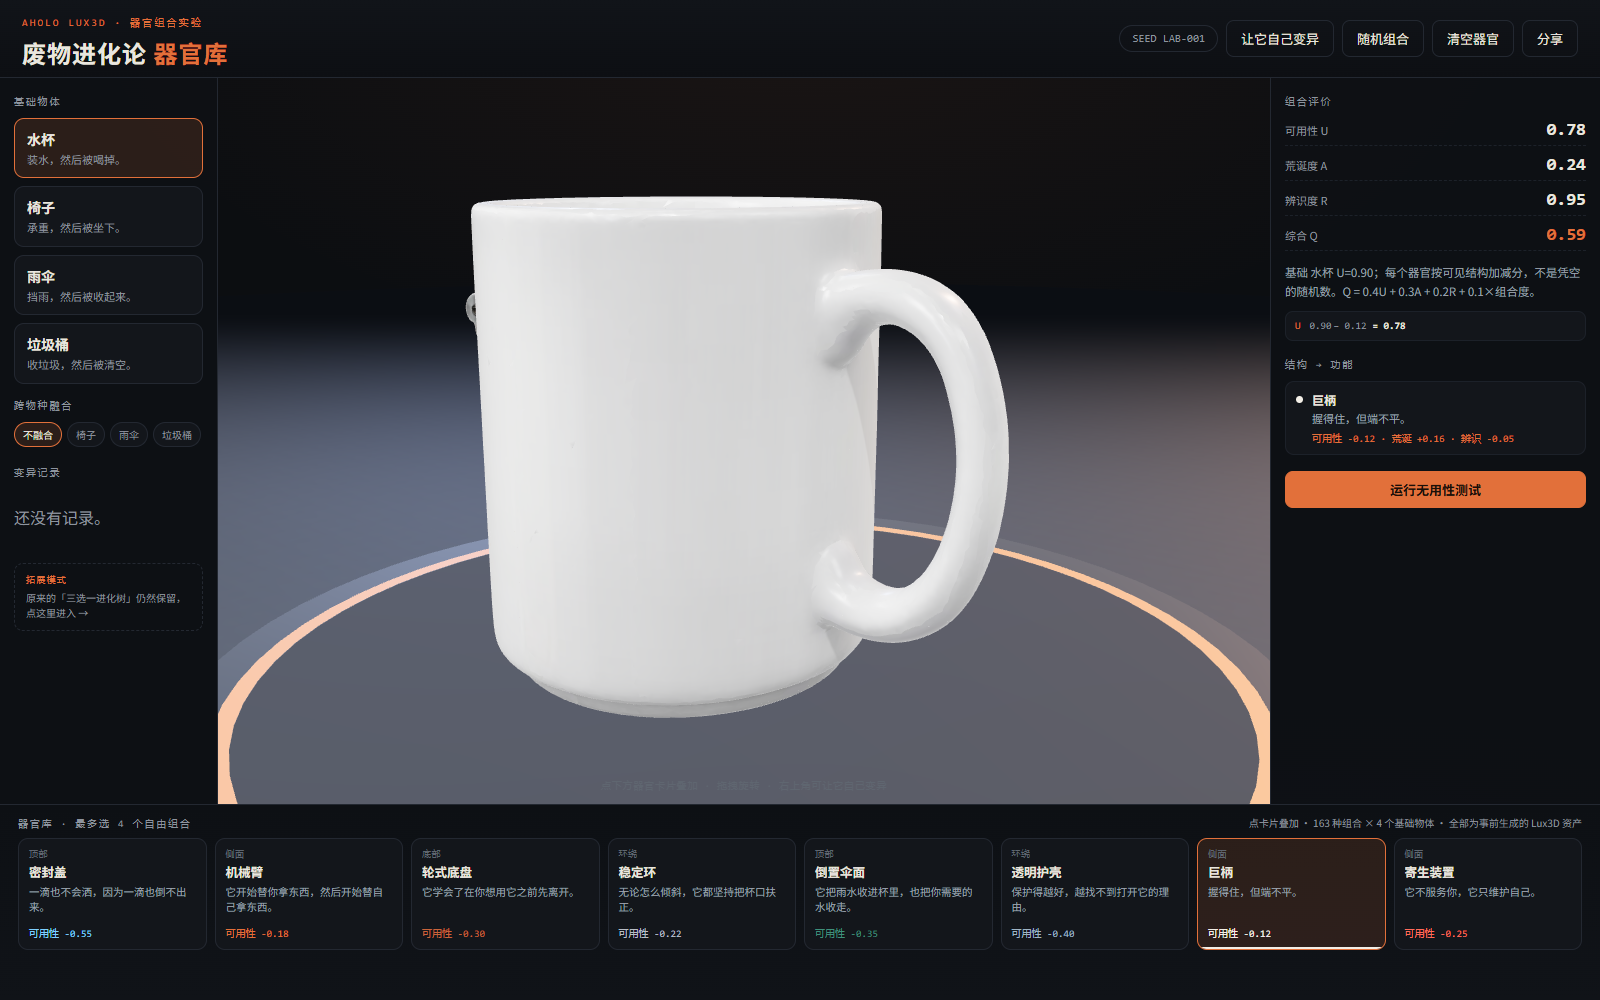 AHOLO LUX3D · 器官组合实验
废物进化论 器官库
SEED LAB-001
让它自己变异
随机组合
清空器官
分享
基础物体
水杯
装水，然后被喝掉。
椅子
承重，然后被坐下。
雨伞
挡雨，然后被收起来。
垃圾桶
收垃圾，然后被清空。
跨物种融合
不融合
椅子
雨伞
垃圾桶
变异记录
还没有记录。
拓展模式
原来的「三选一进化树」仍然保留，
点这里进入 →
组合评价
可用性 U
0.78
荒诞度 A
0.24
辨识度 R
0.95
综合 Q
0.59
基础 水杯 U=0.90；每个器官按可见结构加减分，不是凭空
的随机数。Q = 0.4U + 0.3A + 0.2R + 0.1×组合度。
U 0.90 − 0.12 = 0.78
结构 → 功能
巨柄
握得住，但端不平。
可用性 -0.12 · 荒诞 +0.16 · 辨识 -0.05
运行无用性测试
器官库 · 最多选 4 个自由组合
点卡片叠加 · 163 种组合 × 4 个基础物体 · 全部为事前生成的 Lux3D 资产
顶部
密封盖
一滴也不会洒，因为一滴也倒不出
来。
可用性 -0.55
侧面
机械臂
它开始替你拿东西，然后开始替自
己拿东西。
可用性 -0.18
底部
轮式底盘
它学会了在你想用它之前先离开。
可用性 -0.30
环绕
稳定环
无论怎么倾斜，它都坚持把杯口扶
正。
可用性 -0.22
顶部
倒置伞面
它把雨水收进杯里，也把你需要的
水收走。
可用性 -0.35
环绕
透明护壳
保护得越好，越找不到打开它的理
由。
可用性 -0.40
侧面
巨柄
握得住，但端不平。
可用性 -0.12
侧面
寄生装置
它不服务你，它只维护自己。
可用性 -0.25